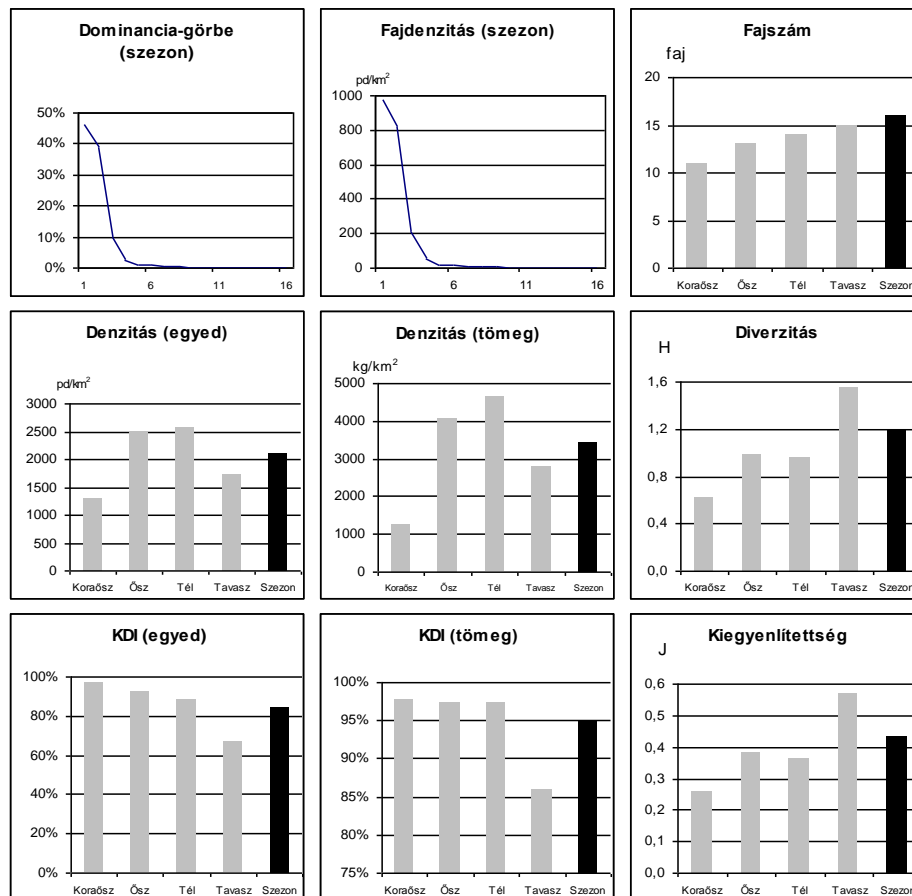 Dominancia-görbe
(szezon)
50%
40%
30%
20%
10%
0%
1 6 11 16
Fajdenzitás (szezon)
pd/km²
1000
800
600
400
200
0
1 6 11 16
Fajszám
faj
20
15
10
5
0
Koraősz Ősz Tél Tavasz Szezon
Denzitás (egyed)
pd/km²
3000
2500
2000
1500
1000
500
0
Koraősz Ősz Tél Tavasz Szezon
Denzitás (tömeg)
kg/km²
5000
4000
3000
2000
1000
0
Koraősz Ősz Tél Tavasz Szezon
Diverzitás
H
1,6
1,2
0,8
0,4
0,0
Koraősz Ősz Tél Tavasz Szezon
KDI (egyed)
100%
80%
60%
40%
20%
0%
Koraősz Ősz Tél Tavasz Szezon
KDI (tömeg)
100%
95%
90%
85%
80%
75%
Koraősz Ősz Tél Tavasz Szezon
Kiegyenlítettség
J
0,6
0,5
0,4
0,3
0,2
0,1
0,0
Koraősz Ősz Tél Tavasz Szezon